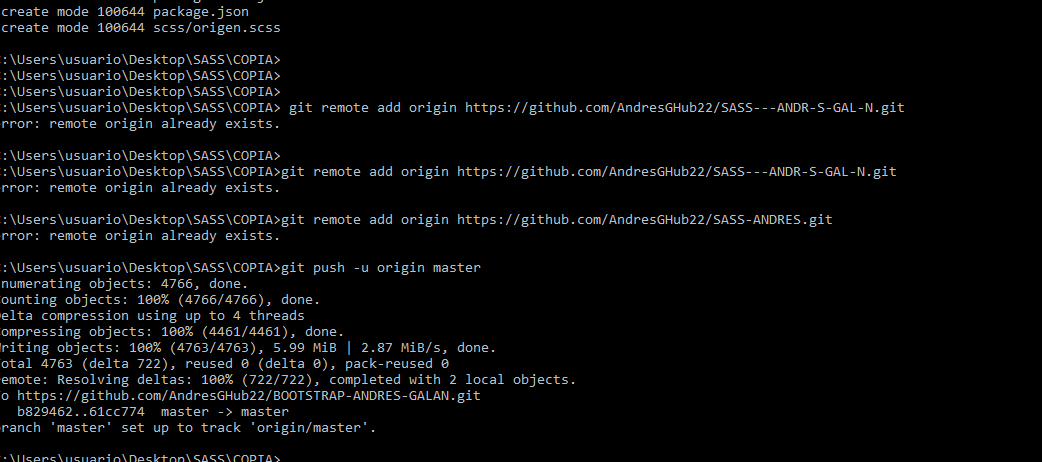 create mode 100644 package.json
create mode 100644 scss/origen.scss
:\Users\usuario\Desktop\SASS\COPIA>
:\Users\usuario\Desktop\SASS\COPIA>
:\Users\usuario\Desktop\SASS\COPIA>
:\Users\usuario\Desktop\SASS\COPIA> git remote add origin https://github.com/AndresGHub22/SASS---ANDR-S-GAL-N.git
rror: remote origin already exists.
:\Users\usuario\Desktop\SASS\COPIA>
:\Users\usuario\Desktop\SASS\COPIA>git remote add origin https://github.com/AndresGHub22/SASS---ANDR-S-GAL-N.git
rror: remote origin already exists.
:\Users\usuario\Desktop\SASS\COPIA>git remote add origin https://github.com/AndresGHub22/SASS-ANDRES.git
rror: remote origin already exists.
:\Users\usuario\Desktop\SASS\COPIA>git push -u origin master
numerating objects: 4766, done.
ounting objects: 100% (4766/4766), done.
elta compression using up to 4 threads
ompressing objects: 100% (4461/4461), done.
riting objects: 100% (4763/4763), 5.99 MiB | 2.87 MiB/s, done.
otal 4763 (delta 722), reused 0 (delta 0), pack-reused 0
emote: Resolving deltas: 100% (722/722), completed with 2 local objects.
o https://github.com/AndresGHub22/BOOTSTRAP-ANDRES-GALAN.git
b829462..61cc774  master -> master
ranch 'master' set up to track 'origin/master'.
:\Users\usuario\Desktop\SASS\COPIA>